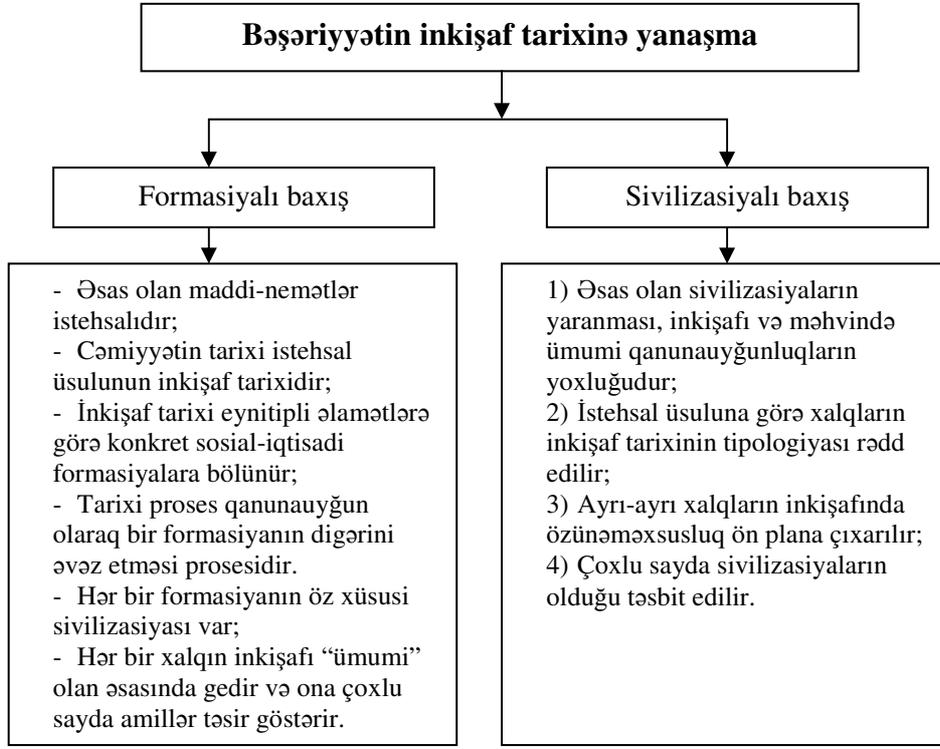 Bəşəriyyətin inkişaf tarixinə yanaşma
Formasiyalı baxış
Sivilizasiyalı baxış
- Əsas olan maddi-nemətlər
istehsalıdır;
- Cəmiyyətin tarixi istehsal
üsulunun inkişaf tarixidir;
- İnkişaf tarixi eynitipli əlamətlərə
görə konkret sosial-iqtisadi
formasiyalara bölünür;
- Tarixi proses qanunauyğun
olaraq bir formasiyanın digərini
əvəz etməsi prosesidir.
- Hər bir formasiyanın öz xüsusi
sivilizasiyası var;
- Hər bir xalqın inkişafı “ümumi”
olan əsasında gedir və ona çoxlu
sayda amillər təsir göstərir.
1) Əsas olan sivilizasiyaların
yaranması, inkişafı və məhvində
ümumi qanunauyğunluqların
yoxluğudur;
2) İstehsal üsuluna görə xalqların
inkişaf tarixinin tipologiyası rədd
edilir;
3) Ayrı-ayrı xalqların inkişafında
özünəməxsusluq ön plana çıxarılır;
4) Çoxlu sayda sivilizasiyaların
olduğu təsbit edilir.